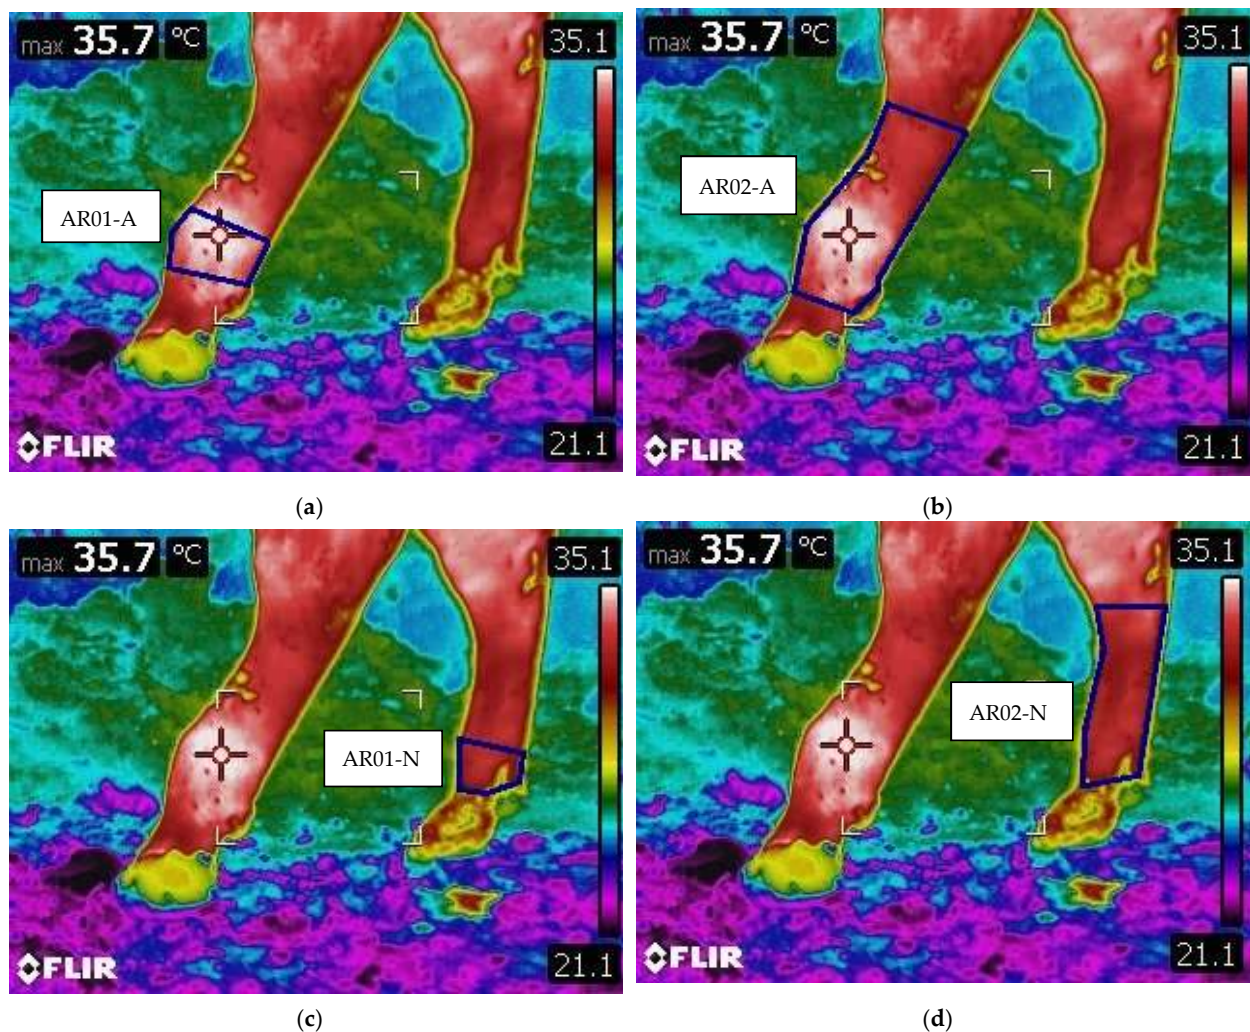 max 35.7 °C 35.1
AR01-A
21.1
FLIR
(a)
max 35.7 °C 35.1
AR02-A
21.1
FLIR
(b)
max 35.7 °C 35.1
AR01-N
21.1
FLIR
(c)
max 35.7 °C 35.1
AR02-N
21.1
FLIR
(d)